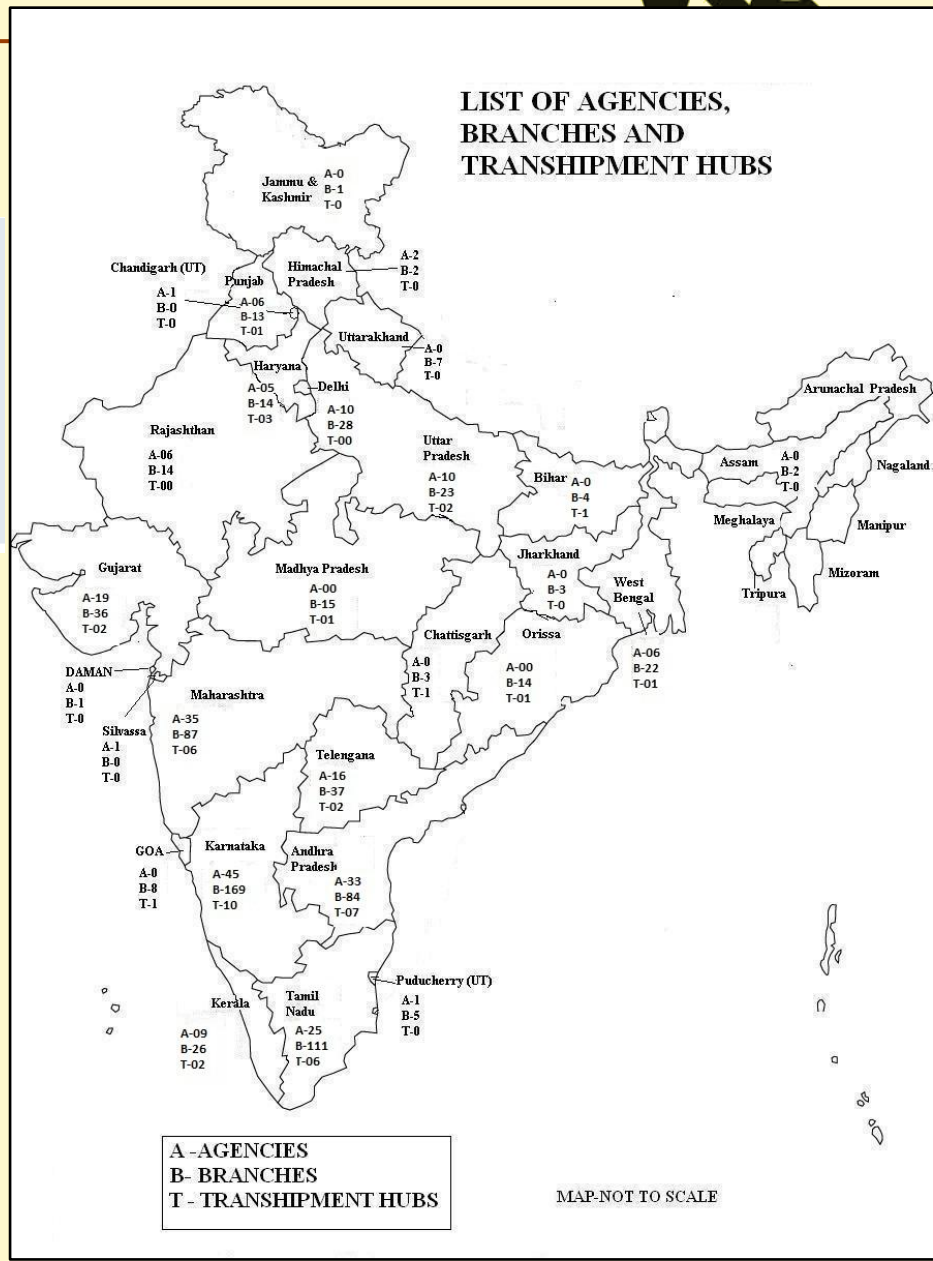 LIST OF AGENCIES,
BRANCHES AND
TRANSHIPMENT HUBS
Jammu &
Kashmir
A-0
B-1
T-0
Chandigarh (UT)
A-1
B-0
T-0
Punjab
A-06
B-13
T-01
Himachal
Pradesh
A-2
B-2
T-0
Uttarakhand
A-0
B-7
T-0
Haryana
A-05
B-14
T-03
Delhi
A-10
B-28
T-00
Rajashthan
A-06
B-14
T-00
Uttar
Pradesh
A-10
B-23
T-02
Bihar
A-0
B-4
T-1
Arunachal Pradesh
Assam
A-0
B-2
T-0
Nagaland
Meghalaya
Manipur
Tripura
Mizoram
Gujarat
A-19
B-36
T-02
Madhya Pradesh
A-00
B-15
T-01
Jharkhand
A-0
B-3
T-0
West
Bengal
A-06
B-22
T-01
Chattisgarh
A-0
B-3
T-1
Orissa
A-00
B-14
T-01
DAMAN
A-0
B-1
T-0
Silvassa
A-1
B-0
T-0
Maharashtra
A-35
B-87
T-06
Telengana
A-16
B-37
T-02
GOA
A-0
B-8
T-1
Karnataka
A-45
B-169
T-10
Andhra
Pradesh
A-33
B-84
T-07
Puducherry (UT)
A-1
B-5
T-0
Kerala
A-09
B-26
T-02
Tamil
Nadu
A-25
B-111
T-06
A -AGENCIES
B- BRANCHES
T - TRANSHIPMENT HUBS
MAP-NOT TO SCALE